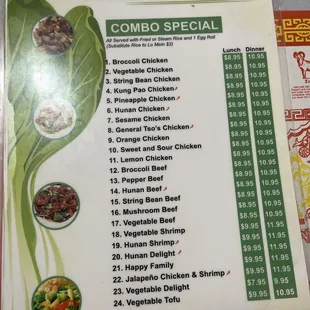 COMBO SPECIAL
All Served with Fried or Steam Rice and 1 Egg Roll
(Substitute Rice to Lo Mein $2)
Lunch Dinner
1. Broccoli Chicken $8.95 10.95
2. Vegetable Chicken $8.95 10.95
3. String Bean Chicken $8.95 10.95
4. Kung Pao Chicken $8.95 10.95
5. Pineapple Chicken $8.95 10.95
6. Hunan Chicken $8.95 10.95
7. Sesame Chicken $8.95 10.95
8. General Tso's Chicken $8.95 10.95
9. Orange Chicken $8.95 10.95
10. Sweet and Sour Chicken $8.95 10.95
11. Lemon Chicken $8.95 10.95
12. Broccoli Beef $8.95 10.95
13. Pepper Beef $8.95 10.95
14. Hunan Beef $8.95 10.95
15. String Bean Beef $8.95 10.95
16. Mushroom Beef $8.95 10.95
17. Vegetable Beef $8.95 10.95
18. Vegetable Shrimp $9.95 11.95
19. Hunan Shrimp $9.95 11.95
20. Hunan Delight $9.95 11.95
21. Happy Family $9.95 11.95
22. Jalapeño Chicken & Shrimp $9.95 11.95
23. Vegetable Delight $7.95 9.95
24. Vegetable Tofu $9.95 10.95